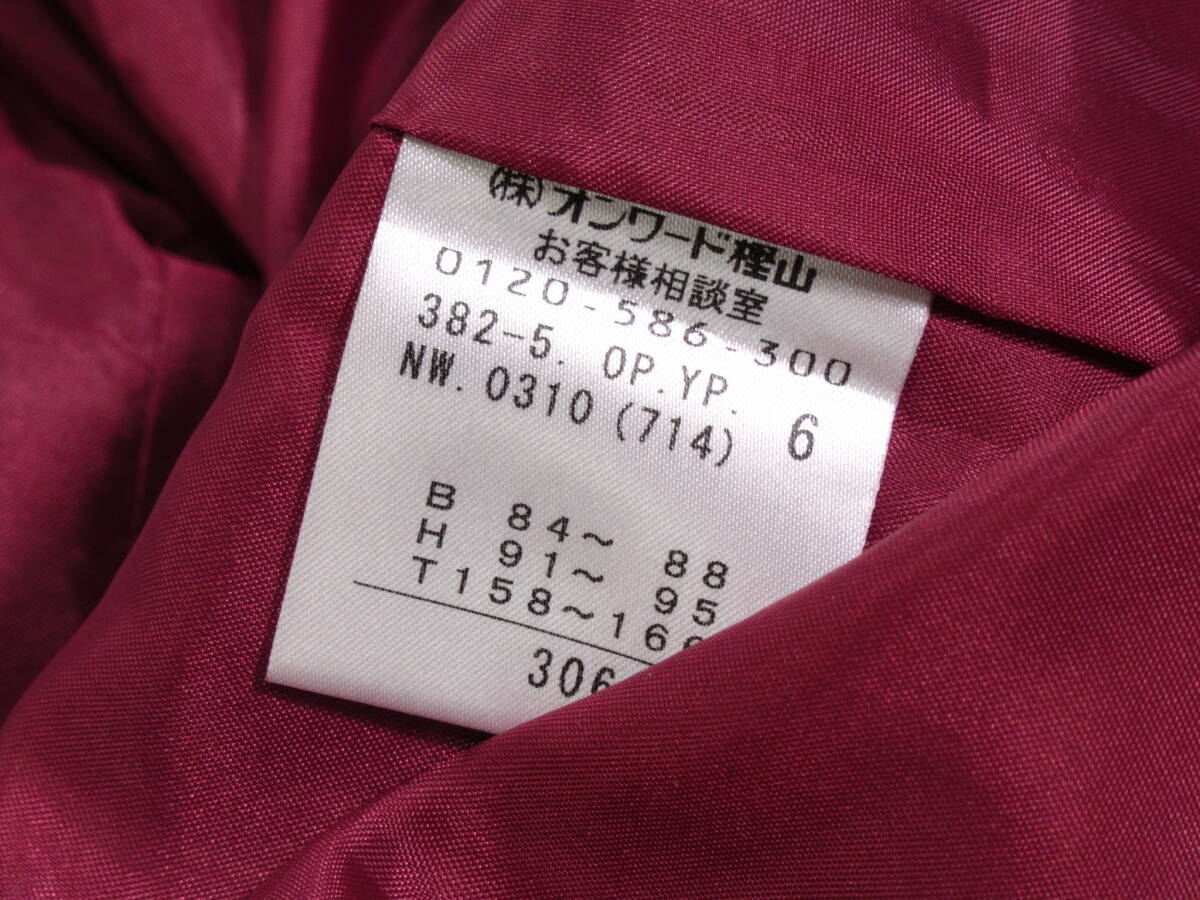 (株)オンワード樫山
お客様相談室
0120-586-300
382-5. OP.YP. 6
NW. 0310 (714)
B 84~ 88
H 91~ 95
T158~16
306